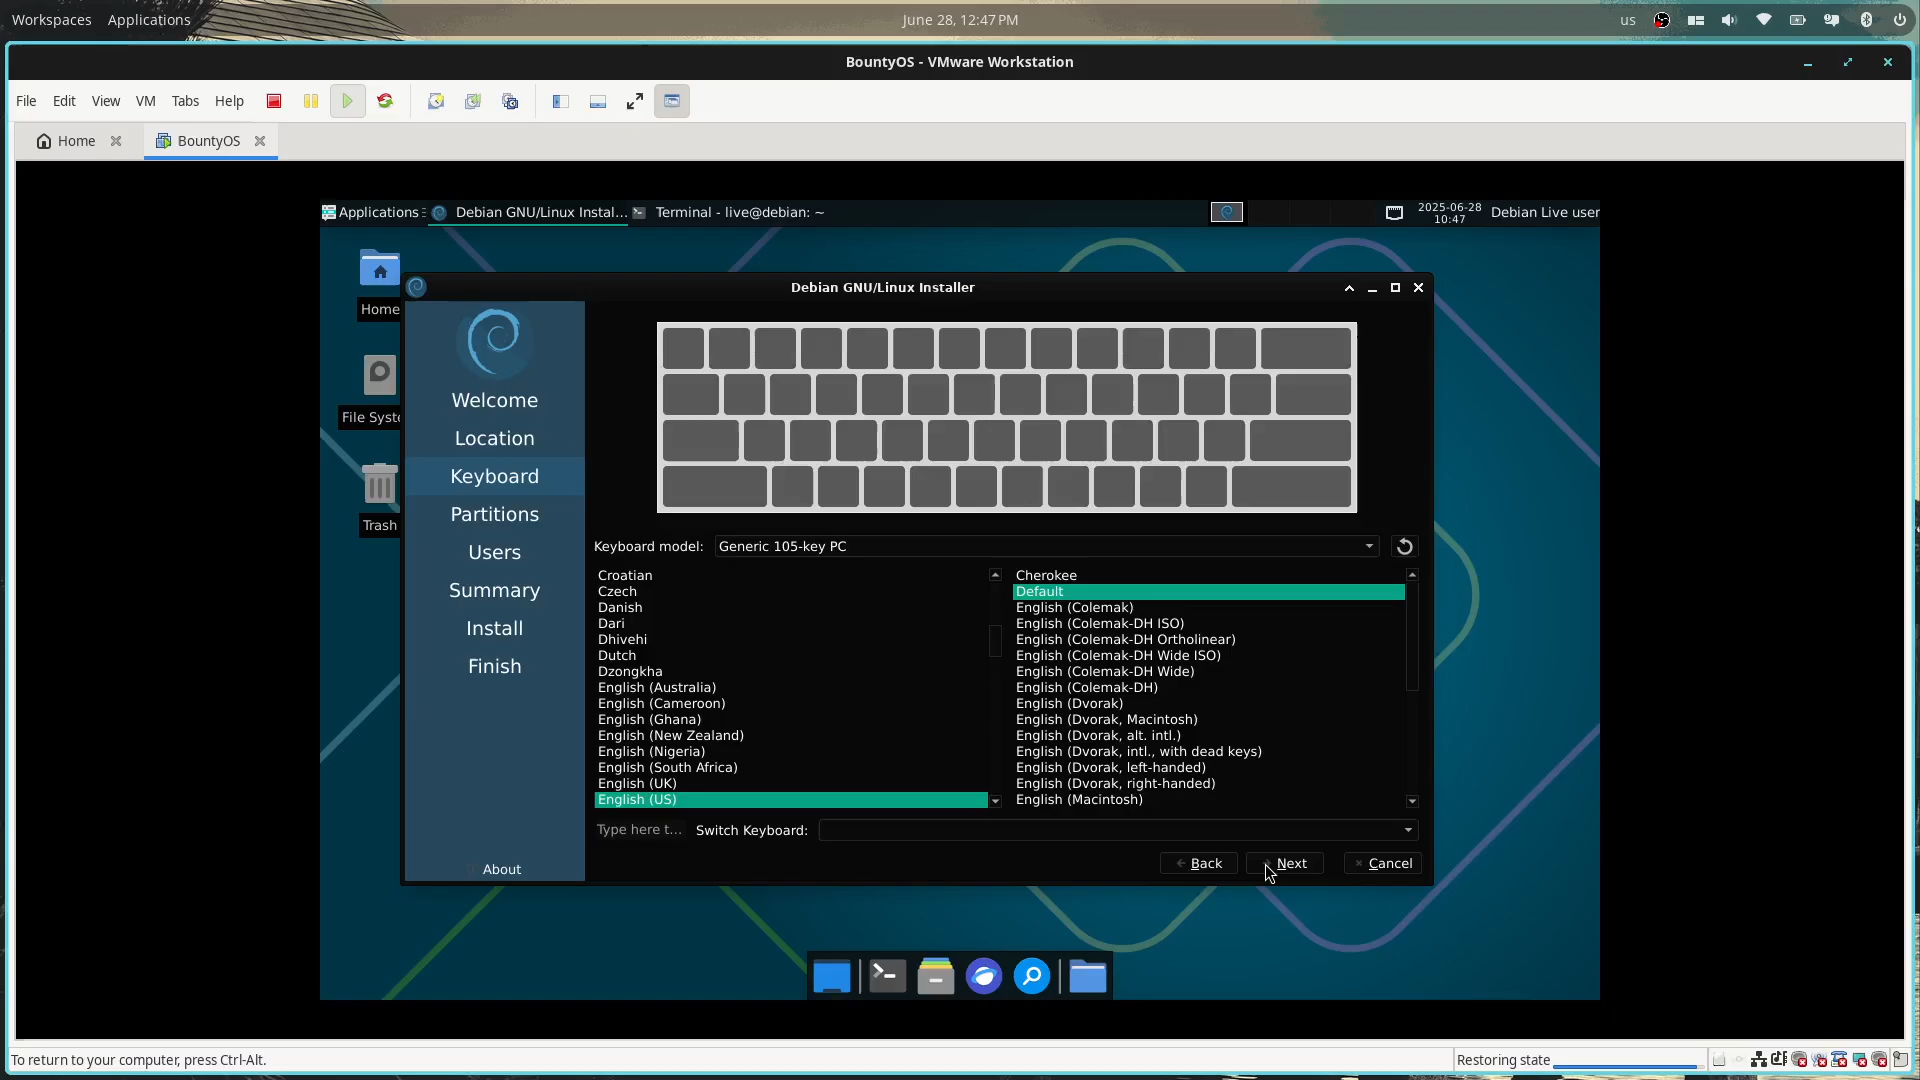 Workspaces Applications June 28, 12:47 PM us
BountyOS - VMware Workstation
File Edit View VM Tabs Help
Home BountyOS
Applications Debian GNU/Linux Instal... Terminal - live@debian: ~ 2025-06-28 Debian Live user
10:47
Home
File Syste
Trash
Debian GNU/Linux Installer
Welcome
Location
Keyboard
Partitions
Users
Summary
Install
Finish
About
Keyboard model: Generic 105-key PC
Croatian
Czech
Danish
Dari
Dhivehi
Dutch
Dzongkha
English (Australia)
English (Cameroon)
English (Ghana)
English (New Zealand)
English (Nigeria)
English (South Africa)
English (UK)
English (US)
Cherokee
Default
English (Colemak)
English (Colemak-DH ISO)
English (Colemak-DH Ortholinear)
English (Colemak-DH Wide ISO)
English (Colemak-DH Wide)
English (Colemak-DH)
English (Dvorak)
English (Dvorak, Macintosh)
English (Dvorak, alt. intl.)
English (Dvorak, intl., with dead keys)
English (Dvorak, left-handed)
English (Dvorak, right-handed)
English (Macintosh)
Type here t... Switch Keyboard:
Back Next Cancel
To return to your computer, press Ctrl-Alt. Restoring state